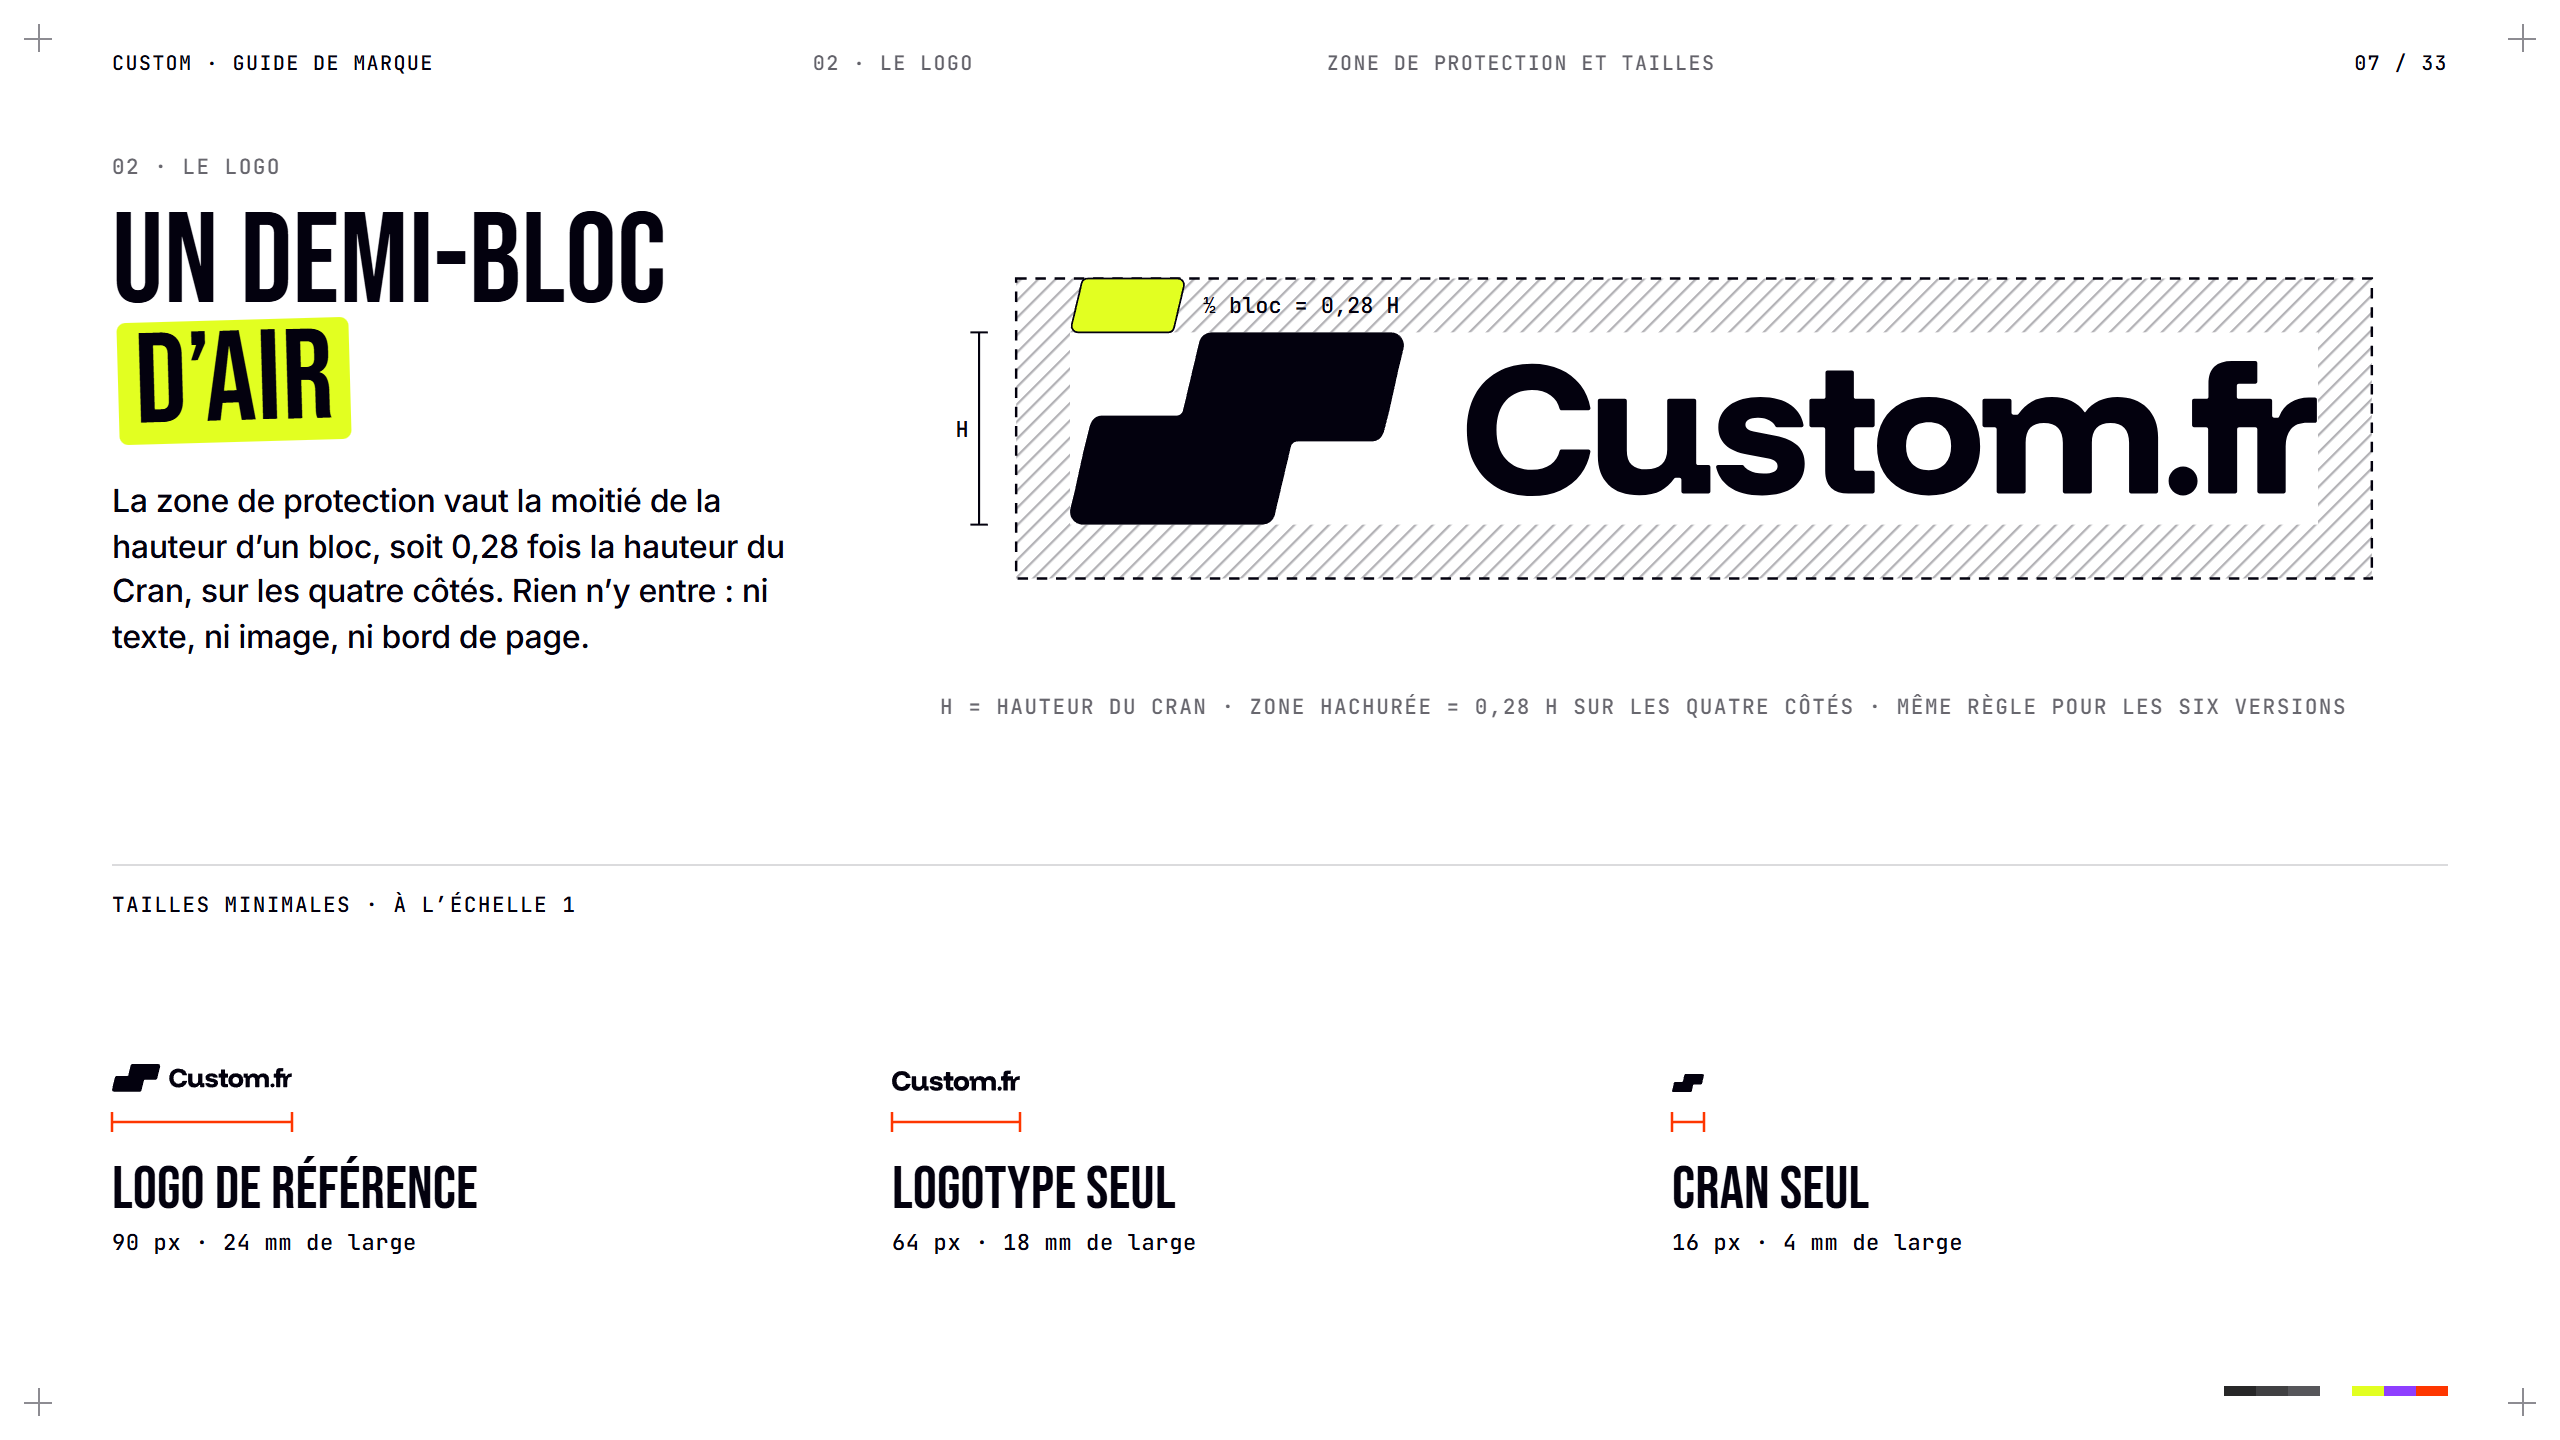 CUSTOM · GUIDE DE MARQUE
02 · LE LOGO
ZONE DE PROTECTION ET TAILLES
07 / 33
02 · LE LOGO
UN DEMI-BLOC
D’AIR
La zone de protection vaut la moitié de la
hauteur d’un bloc, soit 0,28 fois la hauteur du
Cran, sur les quatre côtés. Rien n’y entre : ni
texte, ni image, ni bord de page.
½ bloc = 0,28 H
H
Custom.fr
H = HAUTEUR DU CRAN · ZONE HACHURÉE = 0,28 H SUR LES QUATRE CÔTÉS · MÊME RÈGLE POUR LES SIX VERSIONS
TAILLES MINIMALES · À L’ÉCHELLE 1
Custom.fr
LOGO DE RÉFÉRENCE
90 px · 24 mm de large
Custom.fr
LOGOTYPE SEUL
64 px · 18 mm de large
CRAN SEUL
16 px · 4 mm de large